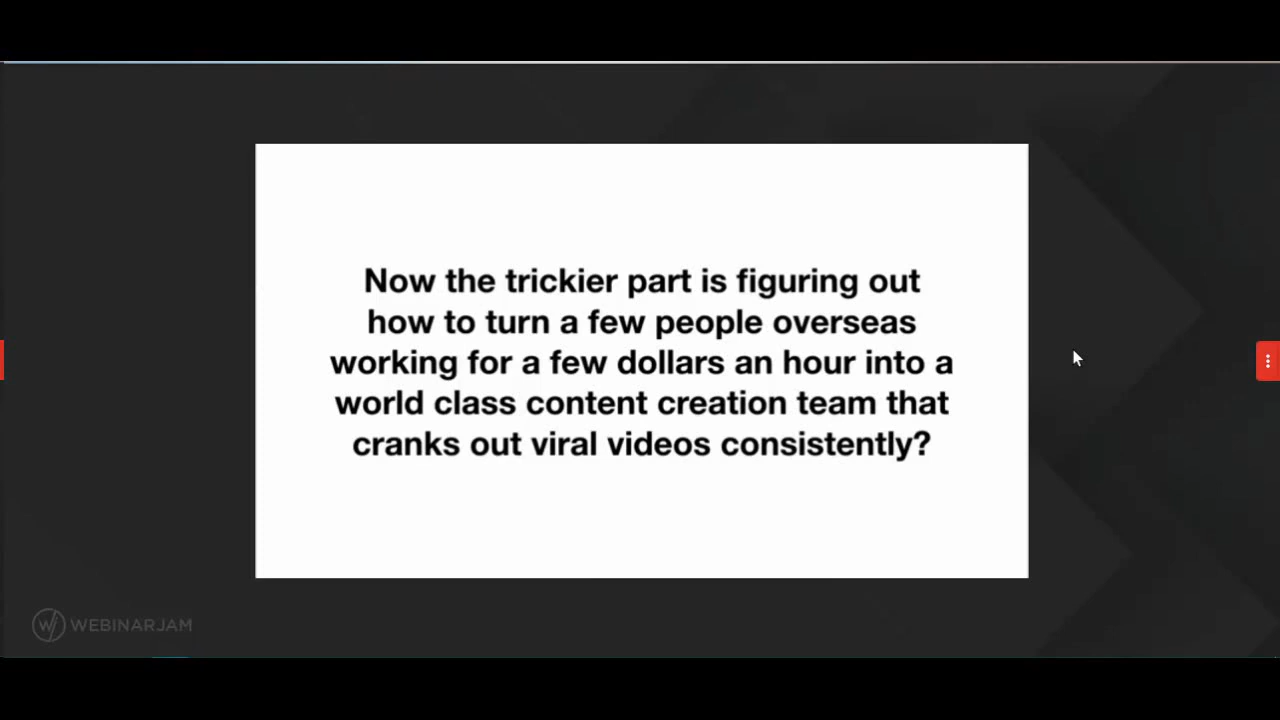 Now the trickier part is figuring out
how to turn a few people overseas
working for a few dollars an hour into a
world class content creation team that
cranks out viral videos consistently?
WEBINARJAM